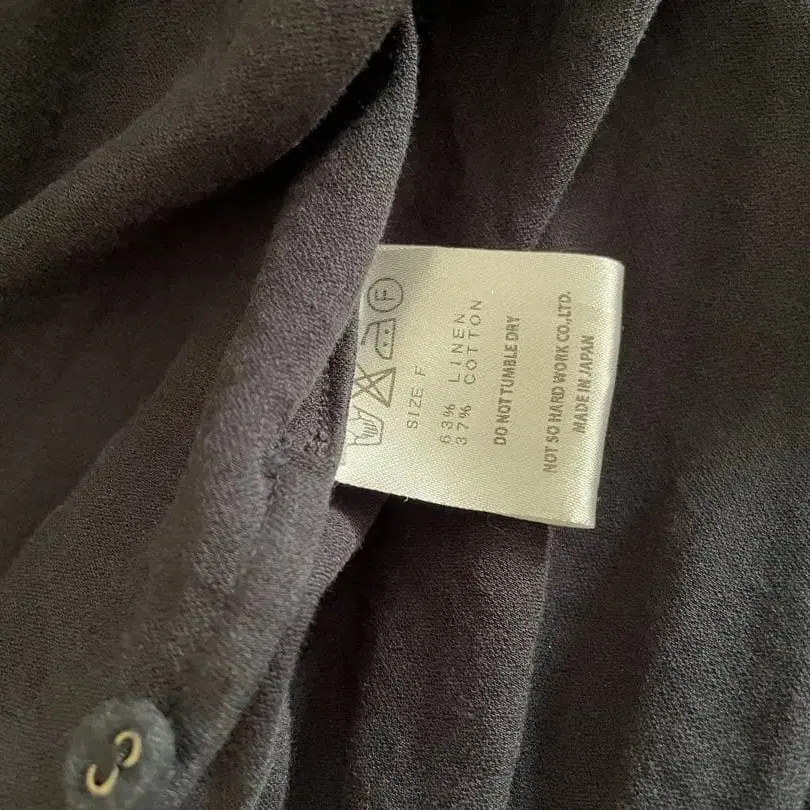 F
SIZE F
63% LINEN
37% COTTON
DO NOT TUMBLE DRY
NOT SO HARD WORK CO.,LTD.
MADE IN JAPAN